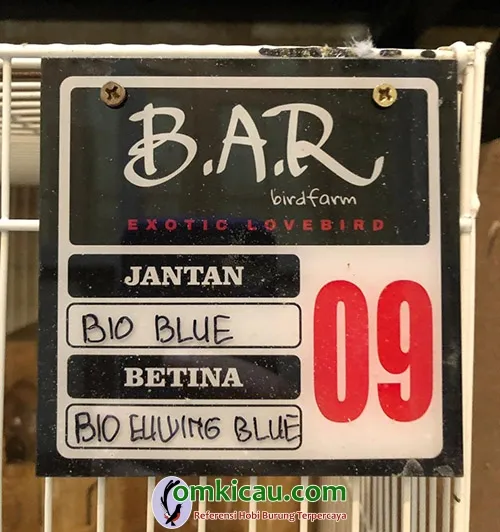 B.A.R
birdfarm
EXOTIC LOVEBIRD
JANTAN
BIO BLUE
BETINA
BIO EUWING BLUE
09
omkicau.com
Referensi Hobi Burung Terpercaya